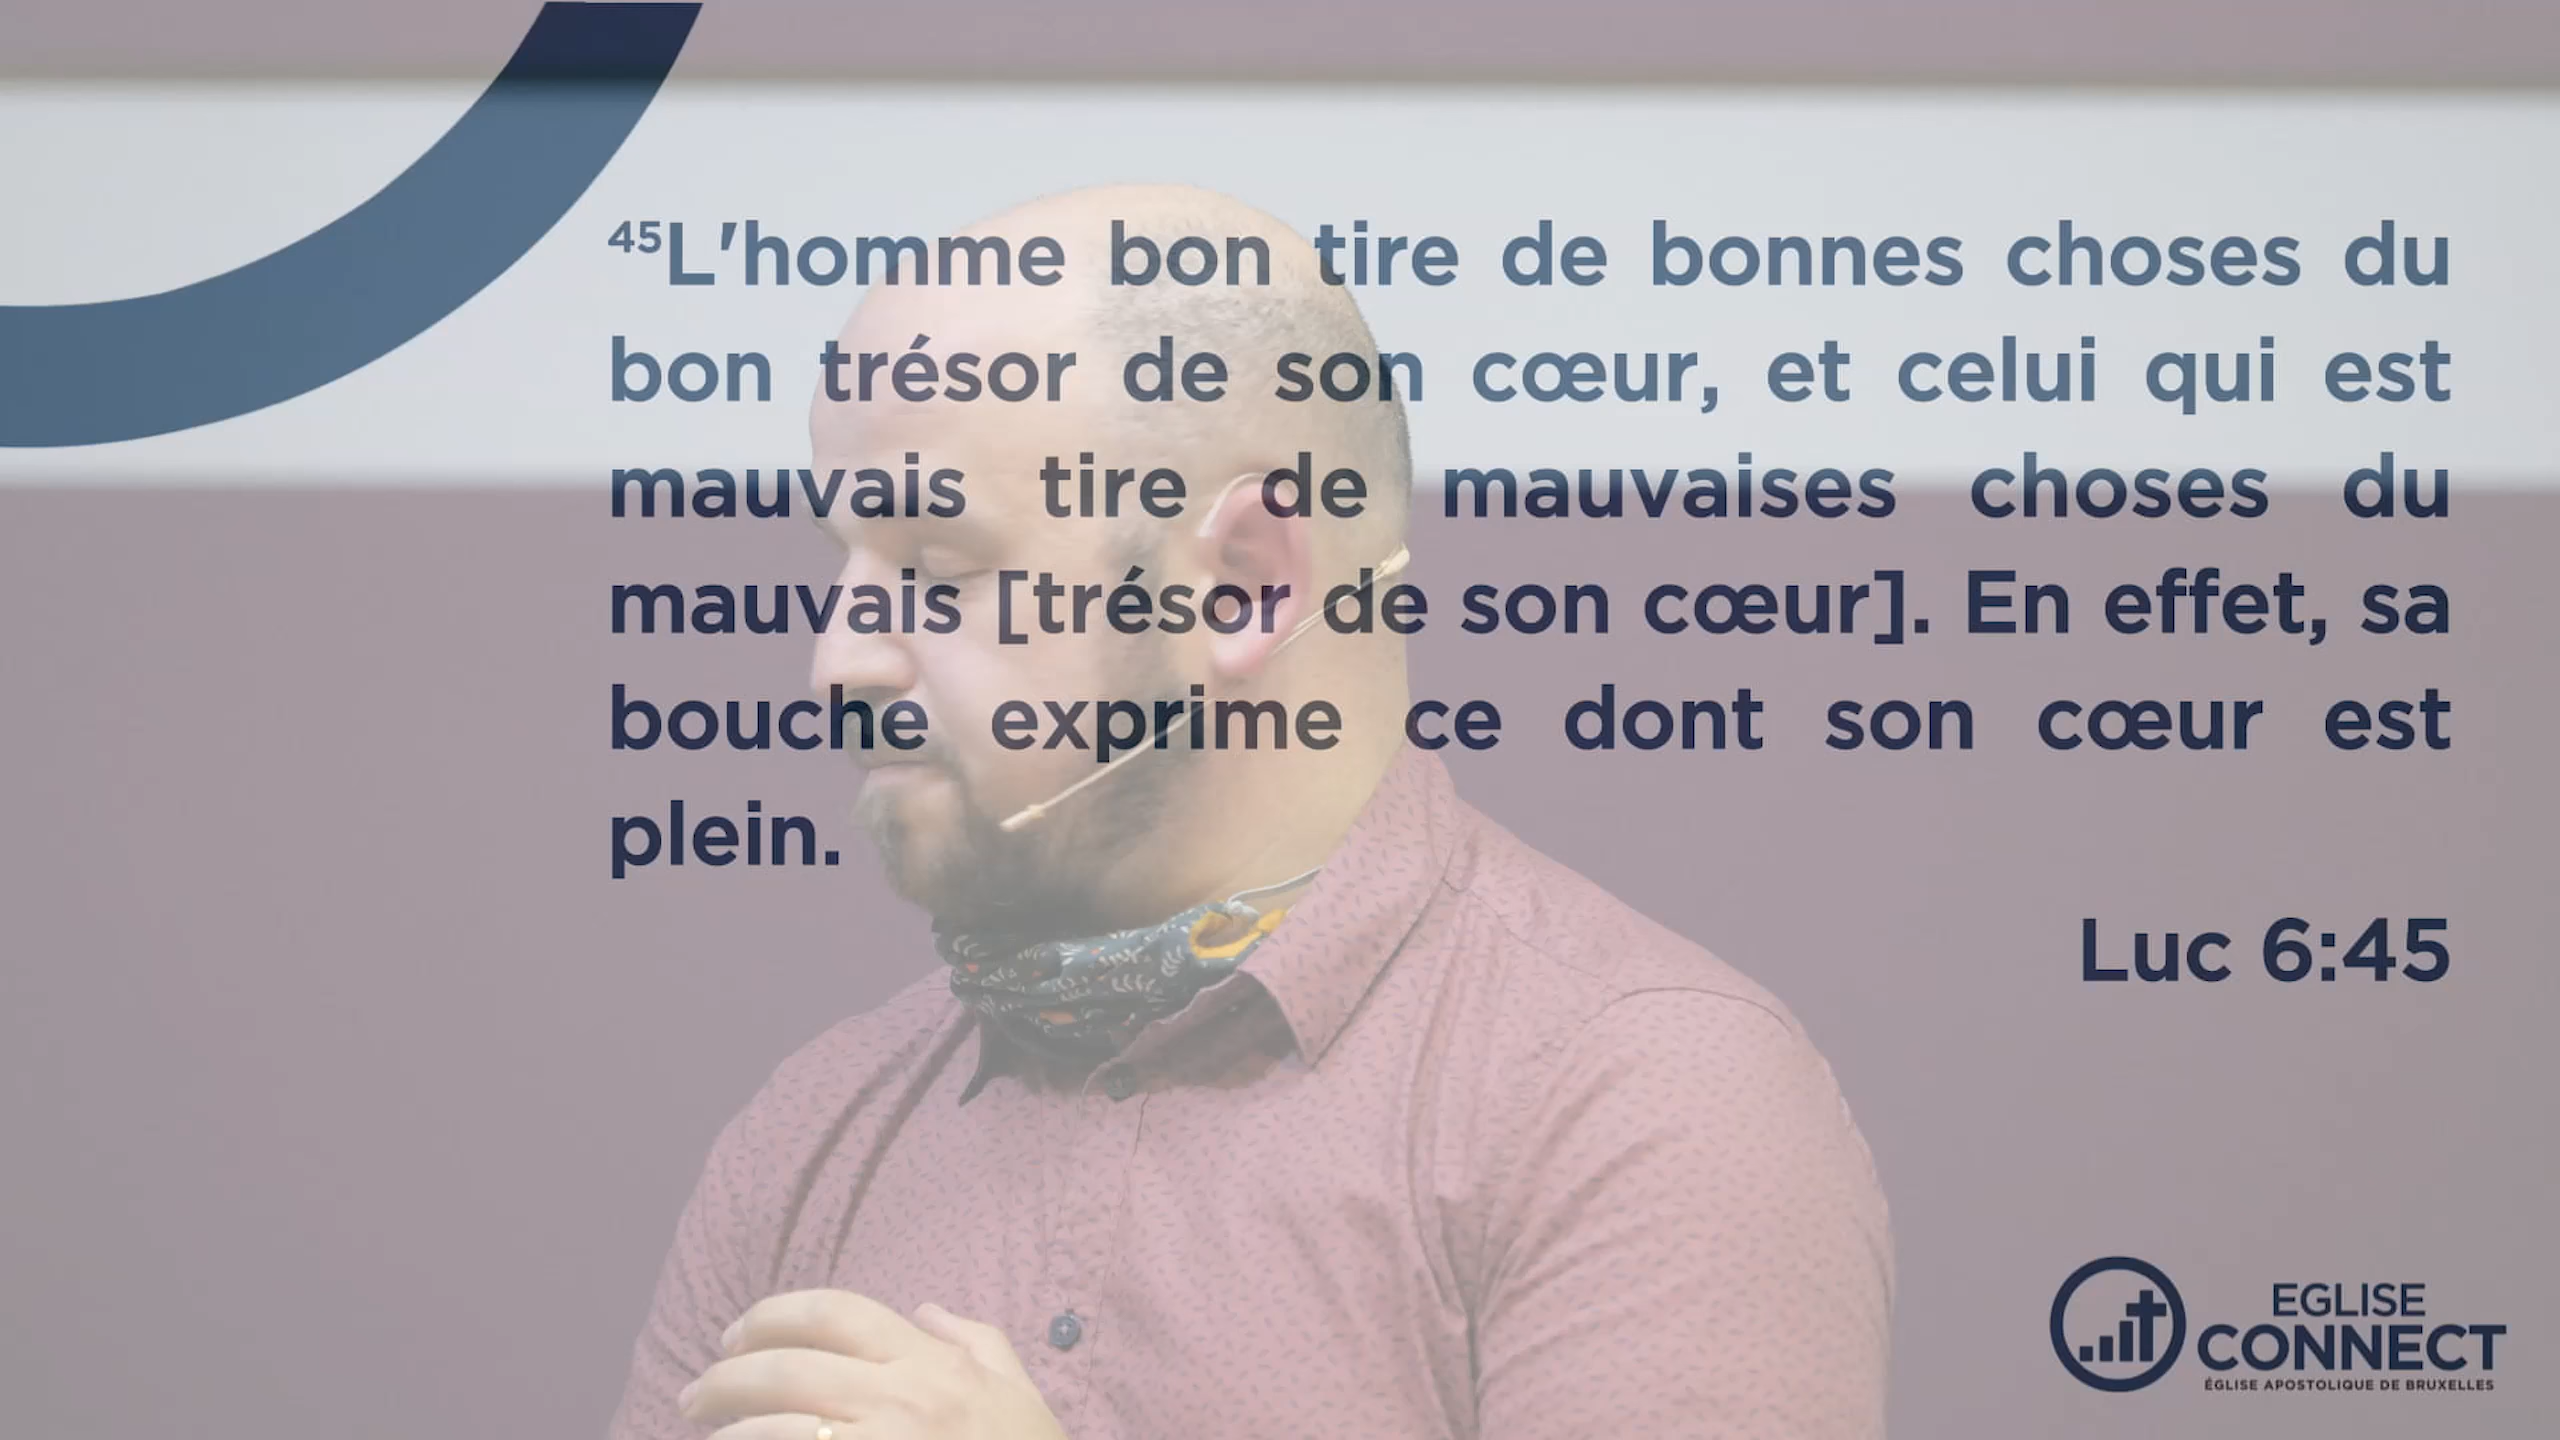 45L'homme bon tire de bonnes choses du
bon trésor de son cœur, et celui qui est
mauvais tire de mauvaises choses du
mauvais [trésor de son cœur]. En effet, sa
bouche exprime ce dont son cœur est
plein.
Luc 6:45
EGLISE
CONNECT
ÉGLISE APOSTOLIQUE DE BRUXELLES